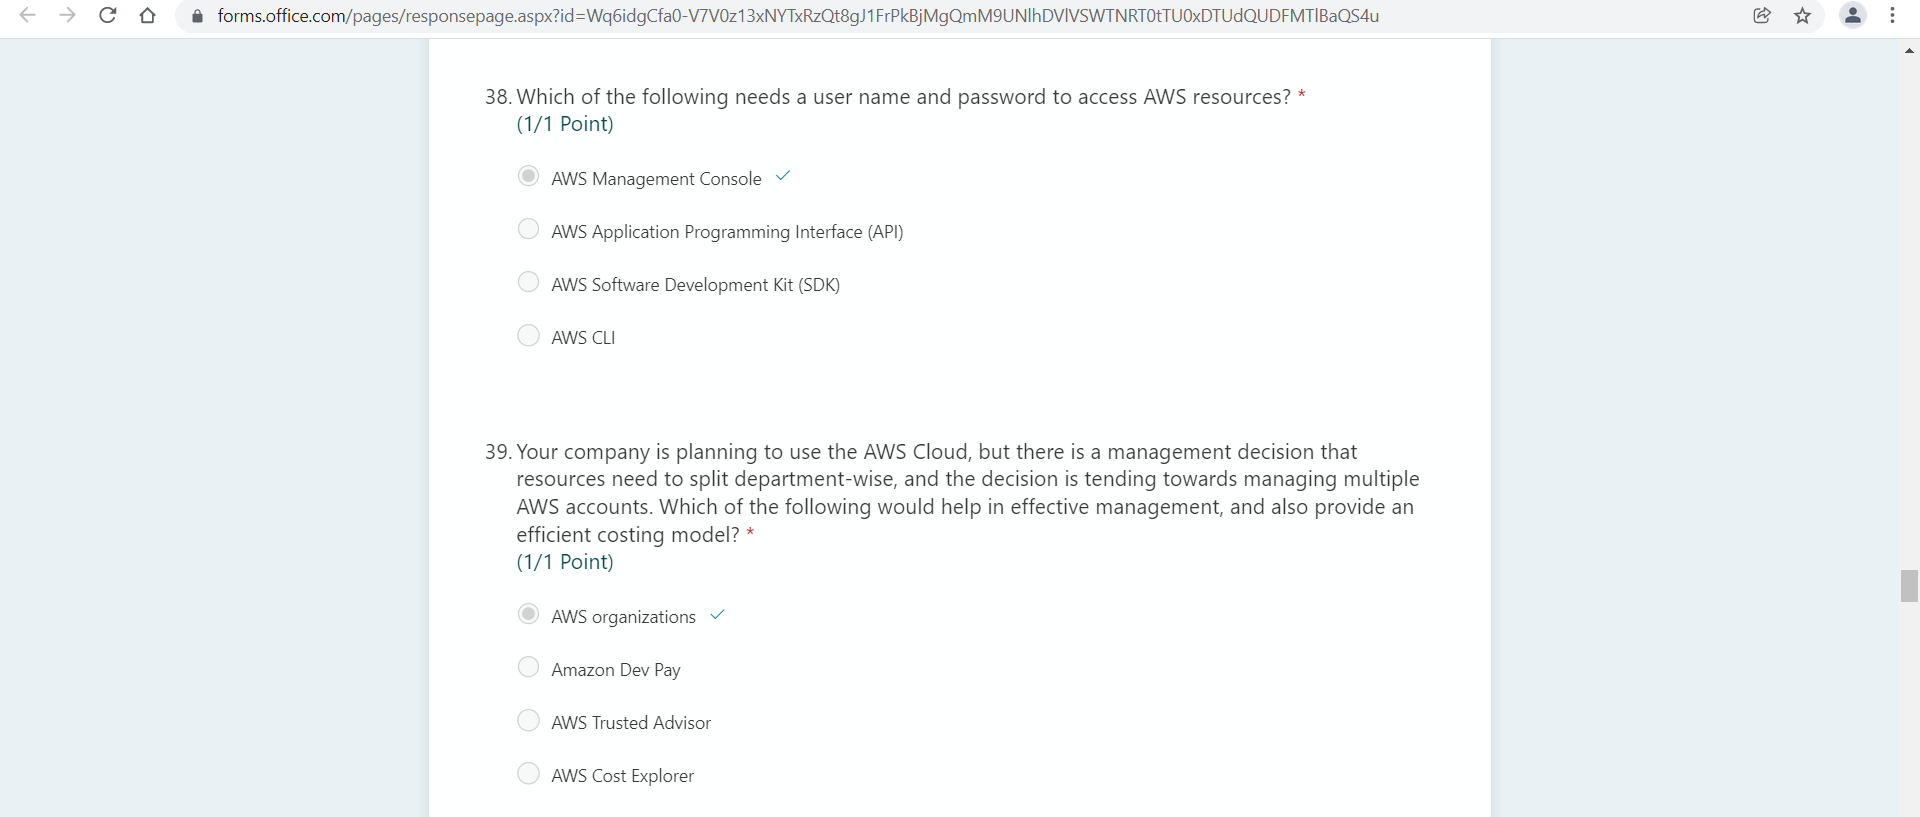 forms.office.com/pages/responsepage.aspx?id=Wq6idgCfa0-V7V0z13xNYTxRzQt8gJ1FrPkBjMgQmM9UNlhDVlVSWTNRT0tTU0xDTUdQUDFMTlBaQS4u
38. Which of the following needs a user name and password to access AWS resources? *
(1/1 Point)
AWS Management Console
AWS Application Programming Interface (API)
AWS Software Development Kit (SDK)
AWS CLI
39. Your company is planning to use the AWS Cloud, but there is a management decision that
resources need to split department-wise, and the decision is tending towards managing multiple
AWS accounts. Which of the following would help in effective management, and also provide an
efficient costing model? *
(1/1 Point)
AWS organizations
Amazon Dev Pay
AWS Trusted Advisor
AWS Cost Explorer